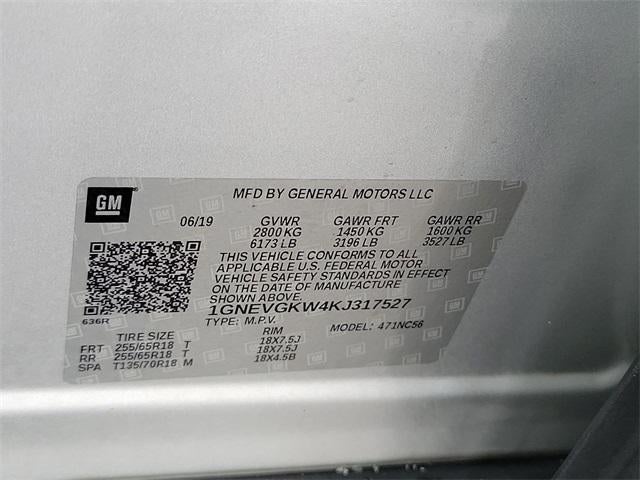 GM
MFD BY GENERAL MOTORS LLC
06/19 GVWR GAWR FRT GAWR RR
2800 KG 1450 KG 1600 KG
6173 LB 3196 LB 3527 LB
THIS VEHICLE CONFORMS TO ALL
APPLICABLE U.S. FEDERAL MOTOR
VEHICLE SAFETY STANDARDS IN EFFECT
ON THE DATE OF MANUFACTURE
SHOWN ABOVE.
1GNEVGKW4KJ317527
636R TYPE: M.P.V. MODEL: 471NC56
TIRE SIZE RIM
FRT 255/65R18 T 18X7.5J
RR 255/65R18 T 18X7.5J
SPA T135/70R18 M 18X4.5B